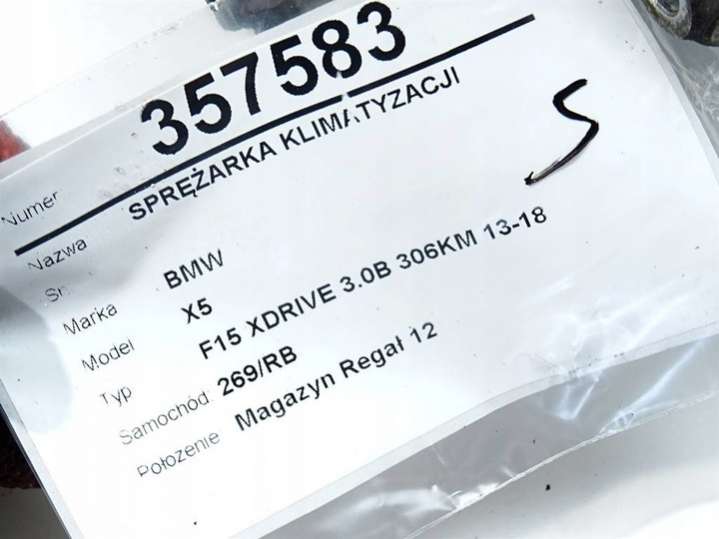 Numer 357583
Nazwa SPRĘŻARKA KLIMATYZACJI
Sr.
Marka BMW
Model X5
Typ F15 XDRIVE 3.0B 306KM 13-18
Samochód: 269/RB
Położenie Magazyn Regał 12
S